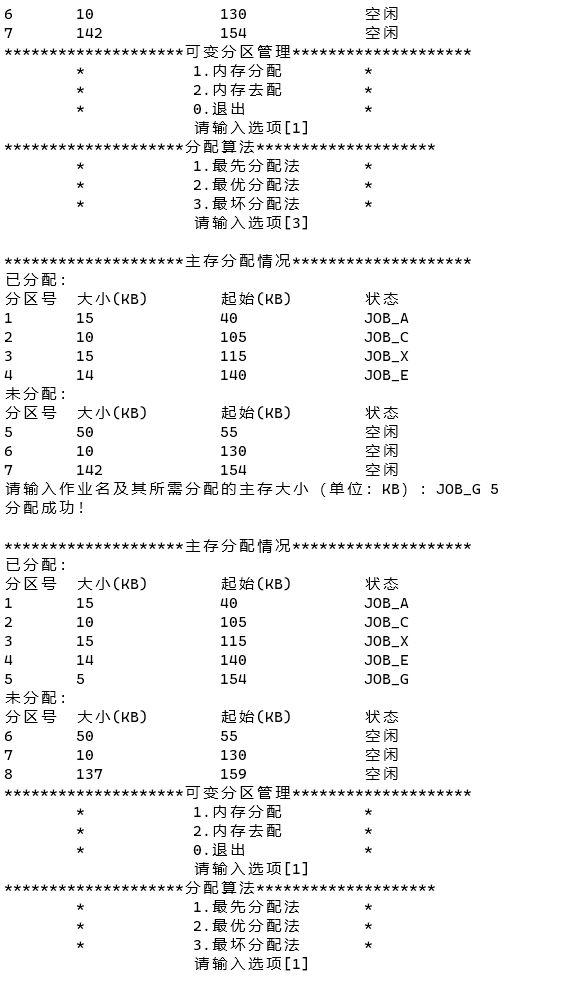 6       10              130             空闲
7       142             154             空闲
********************可变分区管理********************
        *            1.内存分配         *
        *            2.内存去配         *
        *            0.退出             *
                     请输入选项[1]
********************分配算法********************
        *            1.最先分配法       *
        *            2.最优分配法       *
        *            3.最坏分配法       *
                     请输入选项[3]

********************主存分配情况********************
已分配:
分区号  大小(KB)        起始(KB)        状态
1       15              40              JOB_A
2       10              105             JOB_C
3       15              115             JOB_X
4       14              140             JOB_E
未分配:
分区号  大小(KB)        起始(KB)        状态
5       50              55              空闲
6       10              130             空闲
7       142             154             空闲
请输入作业名及其所需分配的主存大小（单位：KB）: JOB_G 5
分配成功!

********************主存分配情况********************
已分配:
分区号  大小(KB)        起始(KB)        状态
1       15              40              JOB_A
2       10              105             JOB_C
3       15              115             JOB_X
4       14              140             JOB_E
5       5               154             JOB_G
未分配:
分区号  大小(KB)        起始(KB)        状态
6       50              55              空闲
7       10              130             空闲
8       137             159             空闲
********************可变分区管理********************
        *            1.内存分配         *
        *            2.内存去配         *
        *            0.退出             *
                     请输入选项[1]
********************分配算法********************
        *            1.最先分配法       *
        *            2.最优分配法       *
        *            3.最坏分配法       *
                     请输入选项[1]